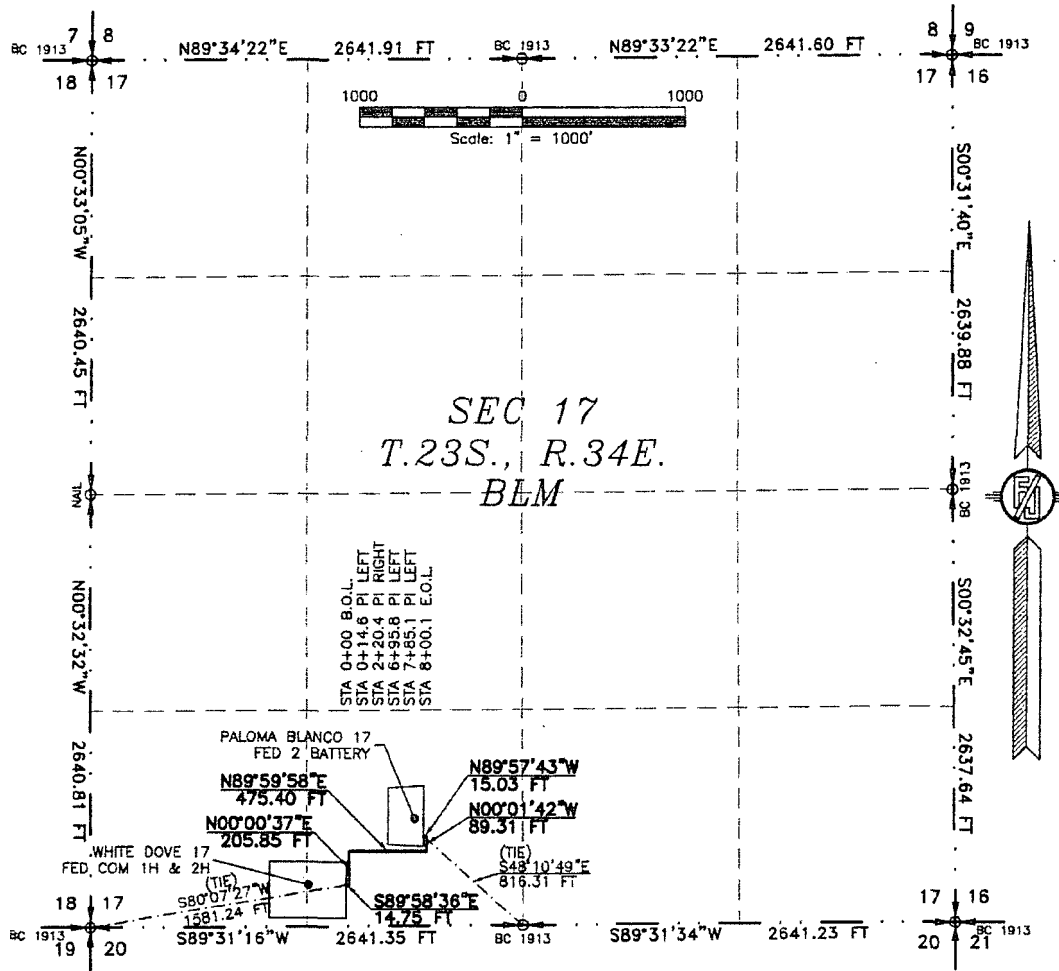 7 8
BC 1913
18 17
N89°34'22"E 2641.91 FT
BC 1913
N89°33'22"E 2641.60 FT
8 9
BC 1913
17 16
1000 0 1000
Scale: 1" = 1000'
N00°33'05"W 2640.45 FT
S00°31'40"E 2639.88 FT
SEC 17
T.23S., R.34E.
BLM
NAIL
BC 1913
N00°32'32"W 2640.81 FT
S00°32'45"E 2637.64 FT
STA 0+00 B.O.L.
STA 0+14.6 PI LEFT
STA 2+20.4 PI RIGHT
STA 6+95.8 PI LEFT
STA 7+85.1 PI LEFT
STA 8+00.1 E.O.L.
PALOMA BLANCO 17
FED 2 BATTERY
N89°59'58"E
475.40 FT
N00°00'37"E
205.85 FT
N89°57'43"W
15.03 FT
N00°01'42"W
89.31 FT
(TIE)
S48°10'49"E
816.31 FT
WHITE DOVE 17
FED COM 1H & 2H
(TIE)
S80°07'27"W
1581.24 FT
S89°58'36"E
14.75 FT
18 17
BC 1913
19 20
S89°31'16"W 2641.35 FT
BC 1913
S89°31'34"W 2641.23 FT
17 16
BC 1913
20 21